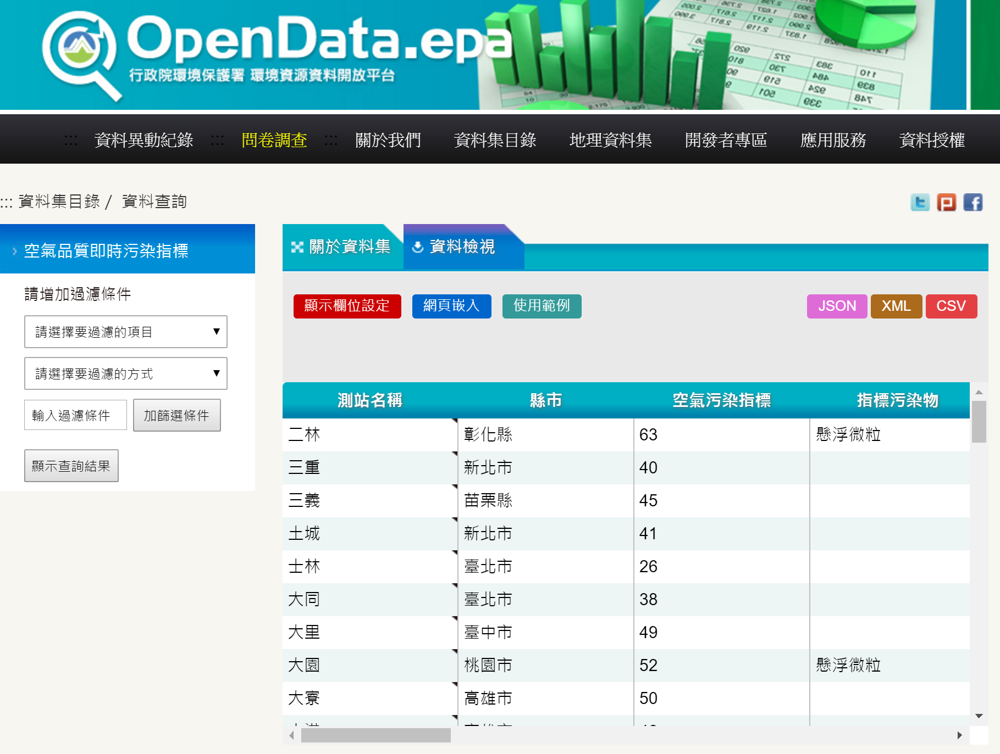 OpenData.epa
行政院環境保護署 環境資源資料開放平台
::: 資料異動紀錄 ::: 問卷調查 ::: 關於我們 資料集目錄 地理資料集 開發者專區 應用服務 資料授權
::: 資料集目錄 / 資料查詢
空氣品質即時污染指標
請增加過濾條件
請選擇要過濾的項目
請選擇要過濾的方式
輸入過濾條件 加篩選條件
顯示查詢結果
關於資料集 資料檢視
顯示欄位設定 網頁嵌入 使用範例 JSON XML CSV
測站名稱 縣市 空氣污染指標 指標污染物
二林 彰化縣 63 懸浮微粒
三重 新北市 40
三義 苗栗縣 45
土城 新北市 41
士林 臺北市 26
大同 臺北市 38
大里 臺中市 49
大園 桃園市 52 懸浮微粒
大寮 高雄市 50